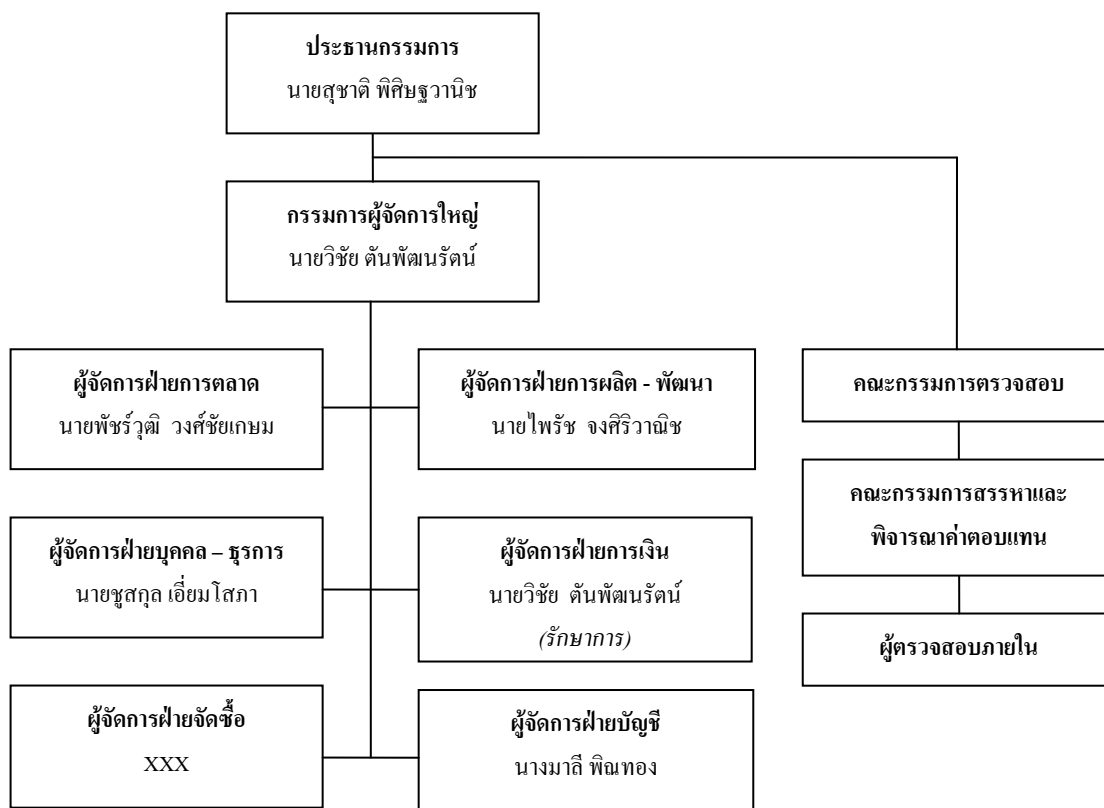 ประธานกรรมการ
นายสุชาติ พิศิษฐวานิช
กรรมการผู้จัดการใหญ่
นายวิชัย ตันพัฒนรัตน์
ผู้จัดการฝ่ายการตลาด
นายพัชร์วุฒิ วงศ์ชัยเกษม
ผู้จัดการฝ่ายการผลิต - พัฒนา
นายไพรัช จงศิริวาณิช
คณะกรรมการตรวจสอบ
คณะกรรมการสรรหาและ
พิจารณาค่าตอบแทน
ผู้จัดการฝ่ายบุคคล – ธุรการ
นายชูสกุล เอี่ยมโสภา
ผู้จัดการฝ่ายการเงิน
นายวิชัย ตันพัฒนรัตน์
(รักษาการ)
ผู้ตรวจสอบภายใน
ผู้จัดการฝ่ายจัดซื้อ
XXX
ผู้จัดการฝ่ายบัญชี
นางมาลี พิณทอง